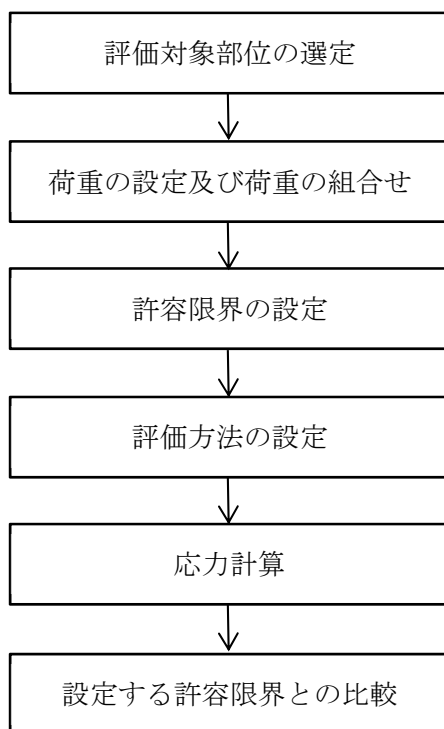 評価対象部位の選定
荷重の設定及び荷重の組合せ
許容限界の設定
評価方法の設定
応力計算
設定する許容限界との比較